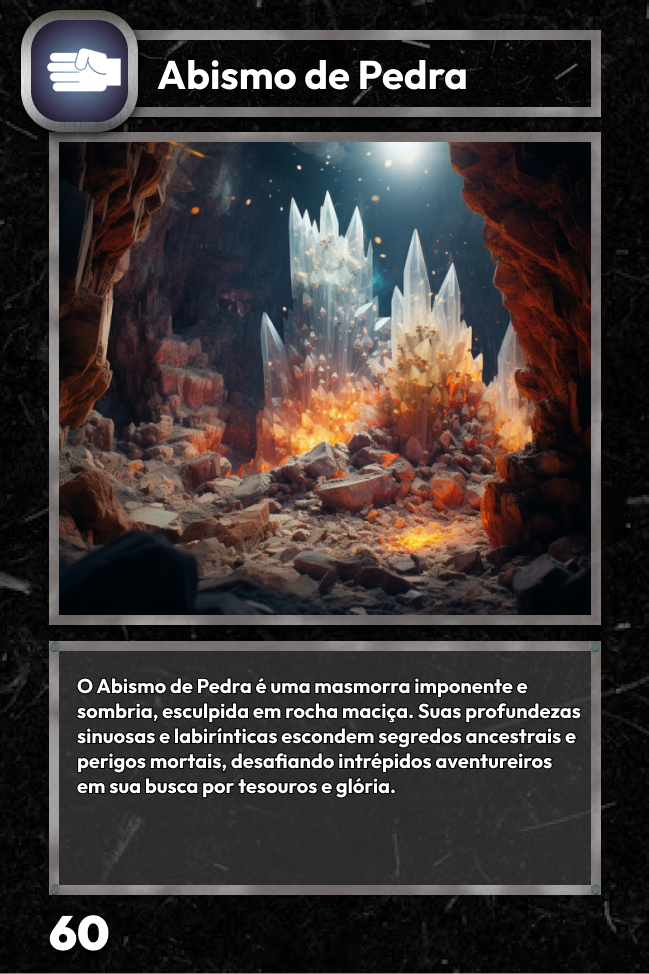 Abismo de Pedra
O Abismo de Pedra é uma masmorra imponente e
sombria, esculpida em rocha maciça. Suas profundezas
sinuosas e labirínticas escondem segredos ancestrais e
perigos mortais, desafiando intrépidos aventureiros
em sua busca por tesouros e glória.
60